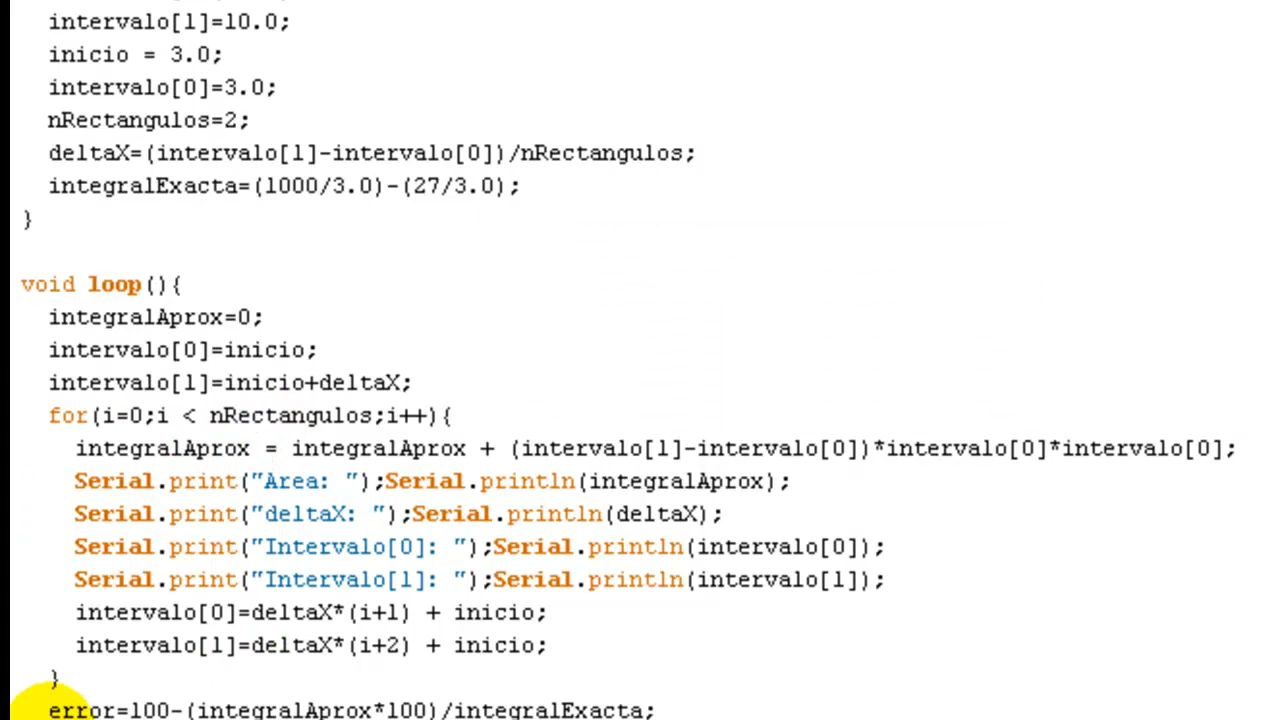 intervalo[1]=10.0;
inicio = 3.0;
intervalo[0]=3.0;
nRectangulos=2;
deltaX=(intervalo[1]-intervalo[0])/nRectangulos;
integralExacta=(1000/3.0)-(27/3.0);
}
void loop(){
integralAprox=0;
intervalo[0]=inicio;
intervalo[1]=inicio+deltaX;
for(i=0;i < nRectangulos;i++){
integralAprox = integralAprox + (intervalo[1]-intervalo[0])*intervalo[0]*intervalo[0];
Serial.print("Area: ");Serial.println(integralAprox);
Serial.print("deltaX: ");Serial.println(deltaX);
Serial.print("Intervalo[0]: ");Serial.println(intervalo[0]);
Serial.print("Intervalo[1]: ");Serial.println(intervalo[1]);
intervalo[0]=deltaX*(i+1) + inicio;
intervalo[1]=deltaX*(i+2) + inicio;
}
error=100-(integralAprox*100)/integralExacta;